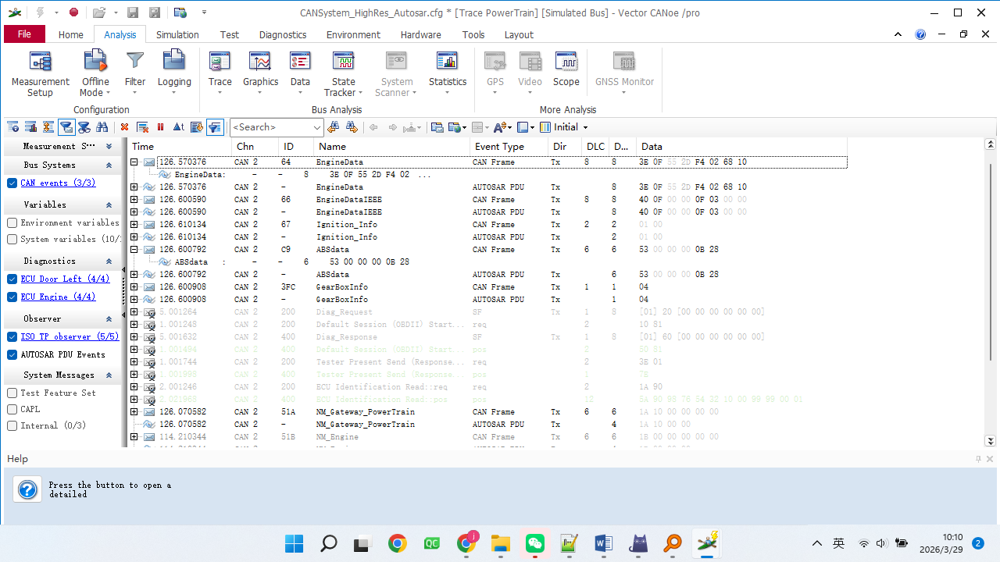 CANSystem_HighRes_Autosar.cfg * [Trace PowerTrain] [Simulated Bus] - Vector CANoe /pro
File Home Analysis Simulation Test Diagnostics Environment Hardware Tools Layout
Measurement Setup
Offline Mode
Filter
Logging
Trace
Graphics
Data
State Tracker
System Scanner
Statistics
GPS
Video
Scope
GNSS Monitor
Configuration
Bus Analysis
More Analysis
<Search>
Initial
Measurement S...
Bus Systems
CAN events (3/3)
Variables
Environment variables
System variables (10/
Diagnostics
ECU Door Left (4/4)
ECU Engine (4/4)
Observer
ISO TP observer (5/5)
AUTOSAR PDU Events
System Messages
Test Feature Set
CAPL
Internal (0/3)
Time Chn ID Name Event Type Dir DLC D... Data
126.570376 CAN 2 64 EngineData CAN Frame Tx 8 8 3E 0F 55 2D F4 02 68 10
EngineData: - - 8 3E 0F 55 2D F4 02 ...
126.570376 CAN 2 - EngineData AUTOSAR PDU Tx 8 3E 0F 55 2D F4 02 68 10
126.600590 CAN 2 66 EngineDataIEEE CAN Frame Tx 8 8 40 0F 00 00 0F 03 00 00
126.600590 CAN 2 - EngineDataIEEE AUTOSAR PDU Tx 8 40 0F 00 00 0F 03 00 00
126.610134 CAN 2 67 Ignition_Info CAN Frame Tx 2 2 01 00
126.610134 CAN 2 - Ignition_Info AUTOSAR PDU Tx 2 01 00
126.600792 CAN 2 C9 ABSdata CAN Frame Tx 6 6 53 00 00 00 0B 28
ABSdata : - - 6 53 00 00 00 0B 28
126.600792 CAN 2 - ABSdata AUTOSAR PDU Tx 6 53 00 00 00 0B 28
126.600908 CAN 2 3FC GearBoxInfo CAN Frame Tx 1 1 04
126.600908 CAN 2 - GearBoxInfo AUTOSAR PDU Tx 1 04
5.001264 CAN 2 200 Diag_Request SF Tx 1 8 [01] 20 [00 00 00 00 00 00]
1.001248 CAN 2 200 Default Session (OBDII) Start... req 2 10 81
5.001632 CAN 2 400 Diag_Response SF Tx 1 8 [01] 60 [00 00 00 00 00 00]
1.001494 CAN 2 400 Default Session (OBDII) Start... pos 2 50 81
1.001744 CAN 2 200 Tester Present Send (Response... req 2 3E 01
1.001998 CAN 2 400 Tester Present Send (Response... pos 1 7E
2.001246 CAN 2 200 ECU Identification Read::req req 2 1A 90
2.021968 CAN 2 400 ECU Identification Read::pos pos 12 5A 90 98 76 54 32 10 00 99 99 00 01
126.070582 CAN 2 51A NM_Gateway_PowerTrain CAN Frame Tx 6 6 1A 10 00 00 00 00
126.070582 CAN 2 - NM_Gateway_PowerTrain AUTOSAR PDU Tx 4 1A 10 00 00
114.210344 CAN 2 51B NM_Engine CAN Frame Tx 6 6 1B 00 00 00 00 00
Help
Press the button to open a
detailed
QC
j
英
10:10
2026/3/29
2